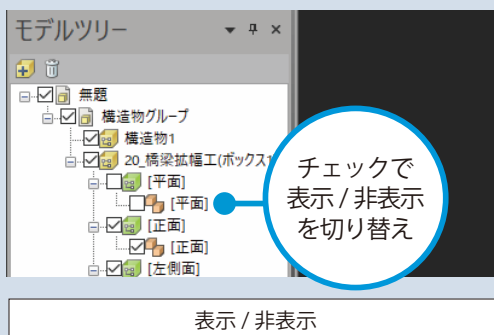 モデルツリー
無題
構造物グループ
構造物1
20_橋梁拡幅工(ボックス1
[平面]
[平面]
[正面]
[正面]
[左側面]
チェックで
表示 / 非表示
を切り替え
表示 / 非表示